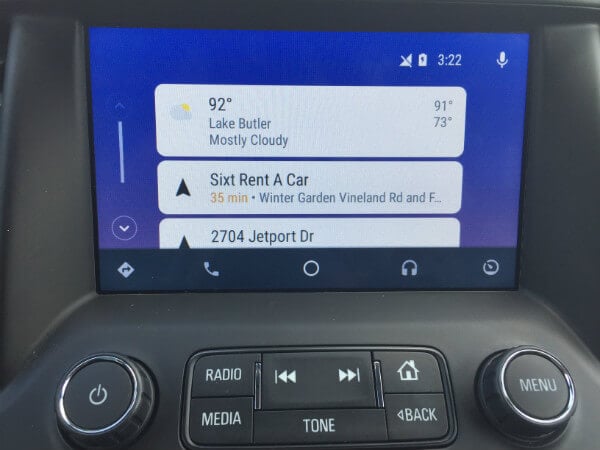 3:22
92°
91°
Lake Butler
73°
Mostly Cloudy
Sixt Rent A Car
35 min • Winter Garden Vineland Rd and F...
2704 Jetport Dr
RADIO
MEDIA
TONE
BACK
MENU